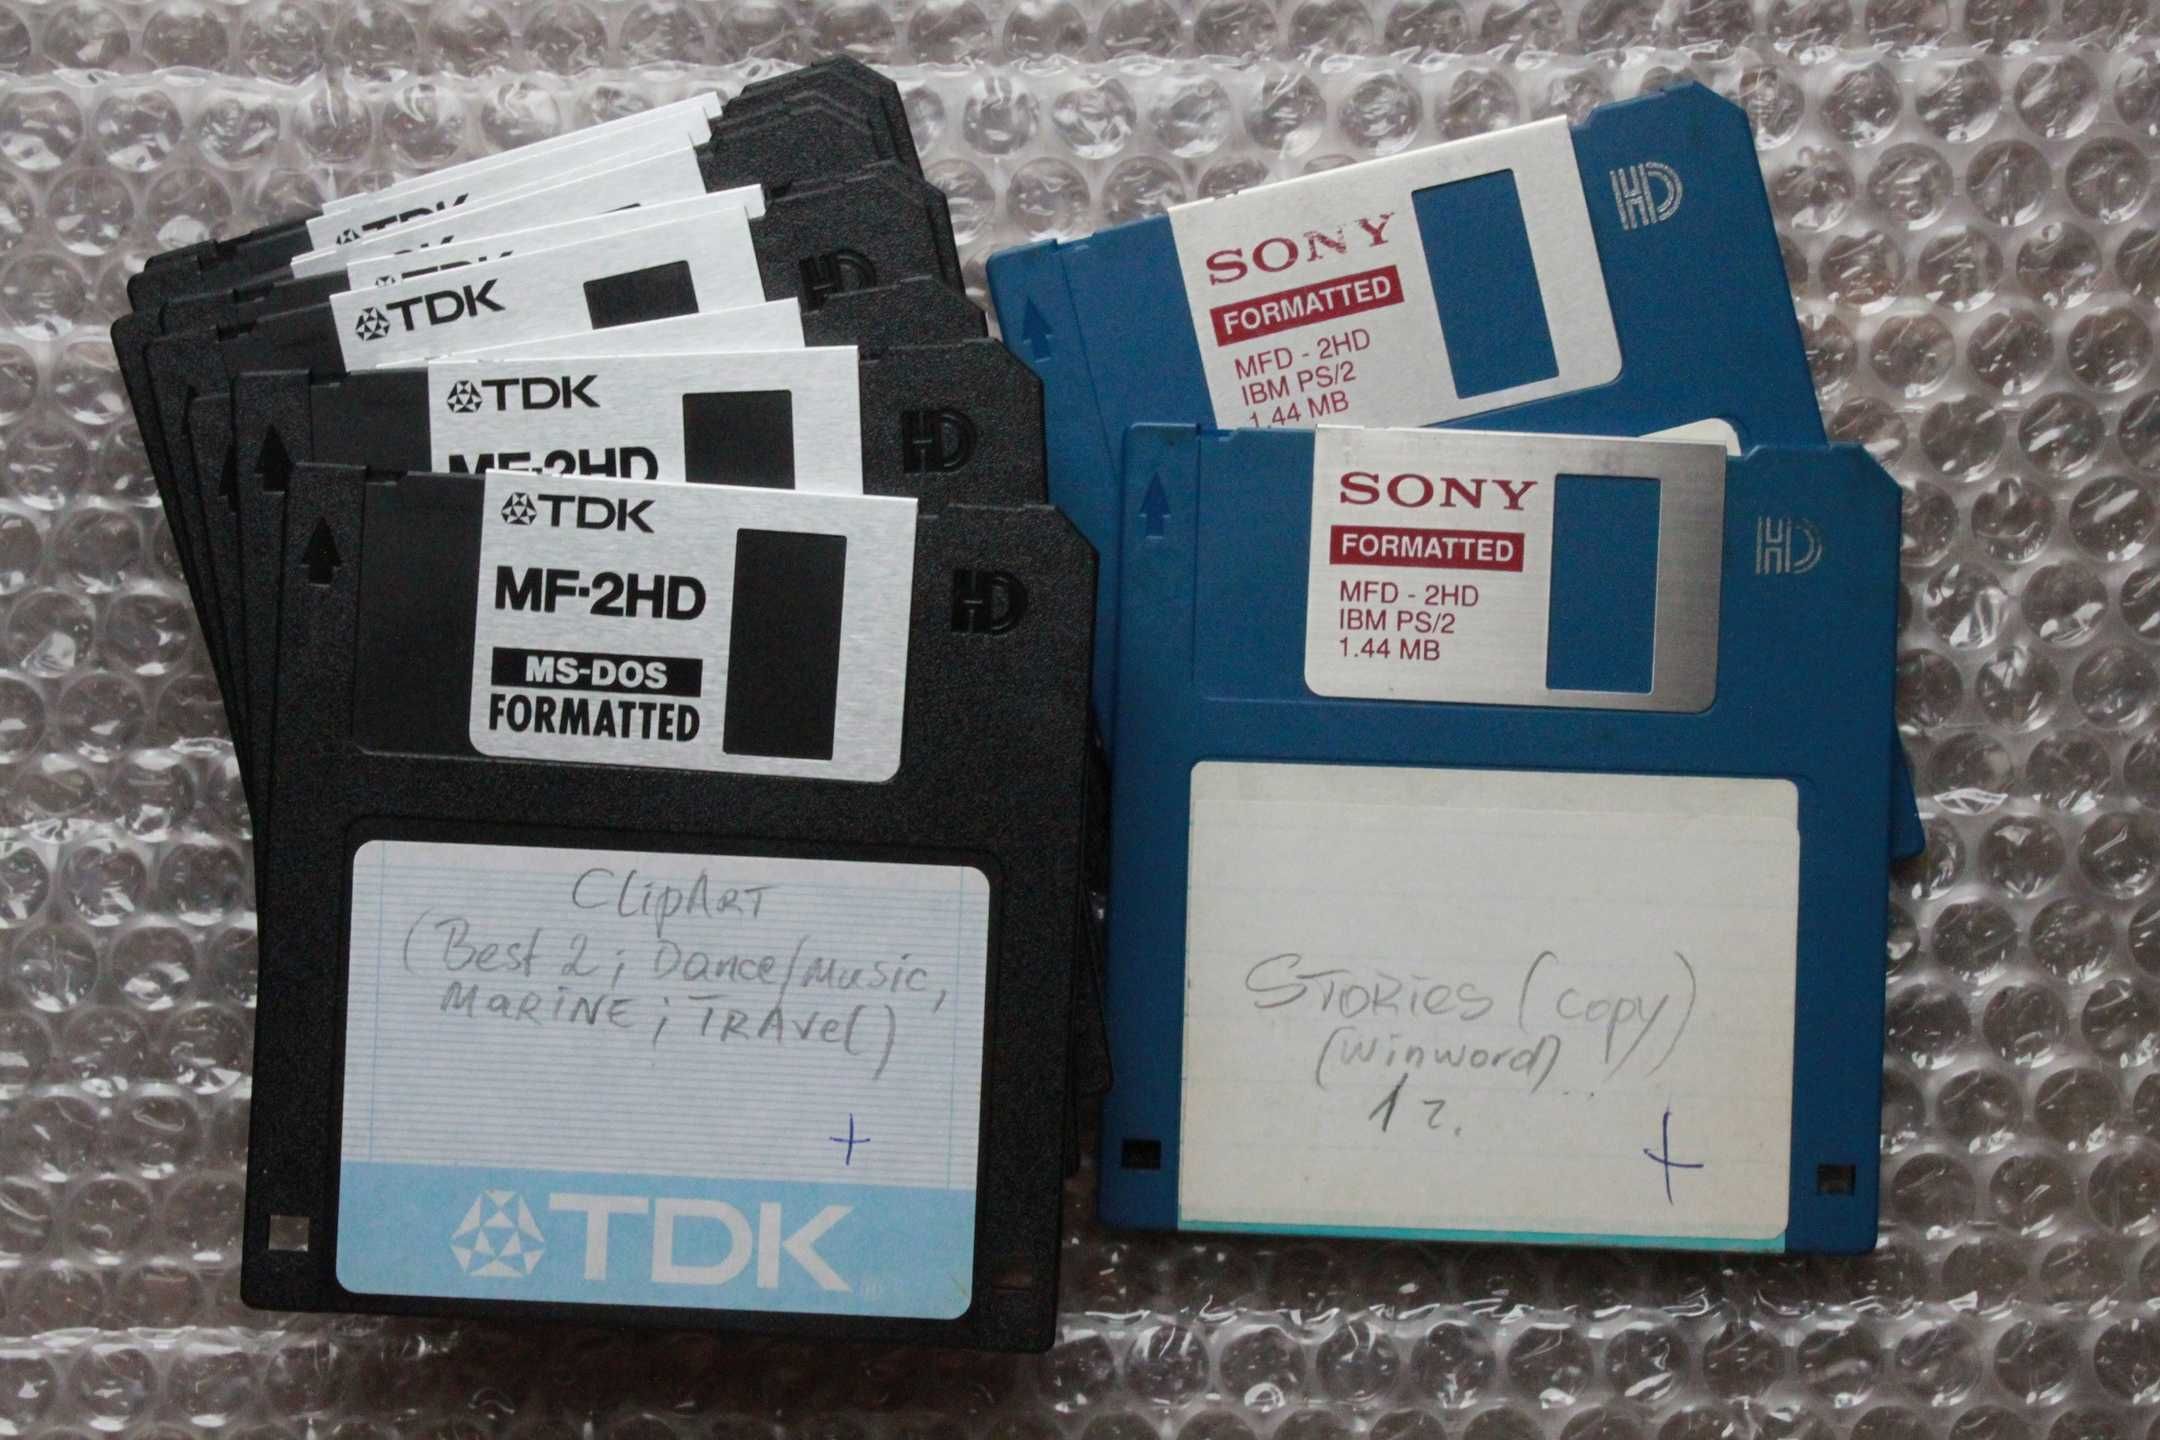 TDK
TDK
HD
TDK
MF-2HD
HD
TDK
MF-2HD
MS-DOS
FORMATTED
HD
ClipArt
(Best 2; Dance/Music,
Marine; Travel)
+
TDK
SONY
FORMATTED
MFD - 2HD
IBM PS/2
1.44 MB
HD
SONY
FORMATTED
MFD - 2HD
IBM PS/2
1.44 MB
HD
Stories (copy)
(Winword)
+